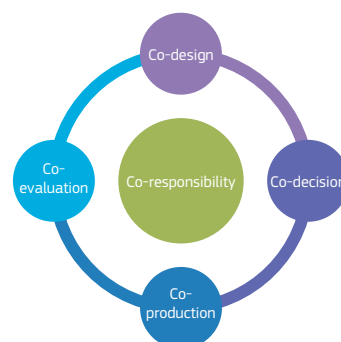 Co-design
Co-
evaluation
Co-responsibility
Co-decision
Co-
production